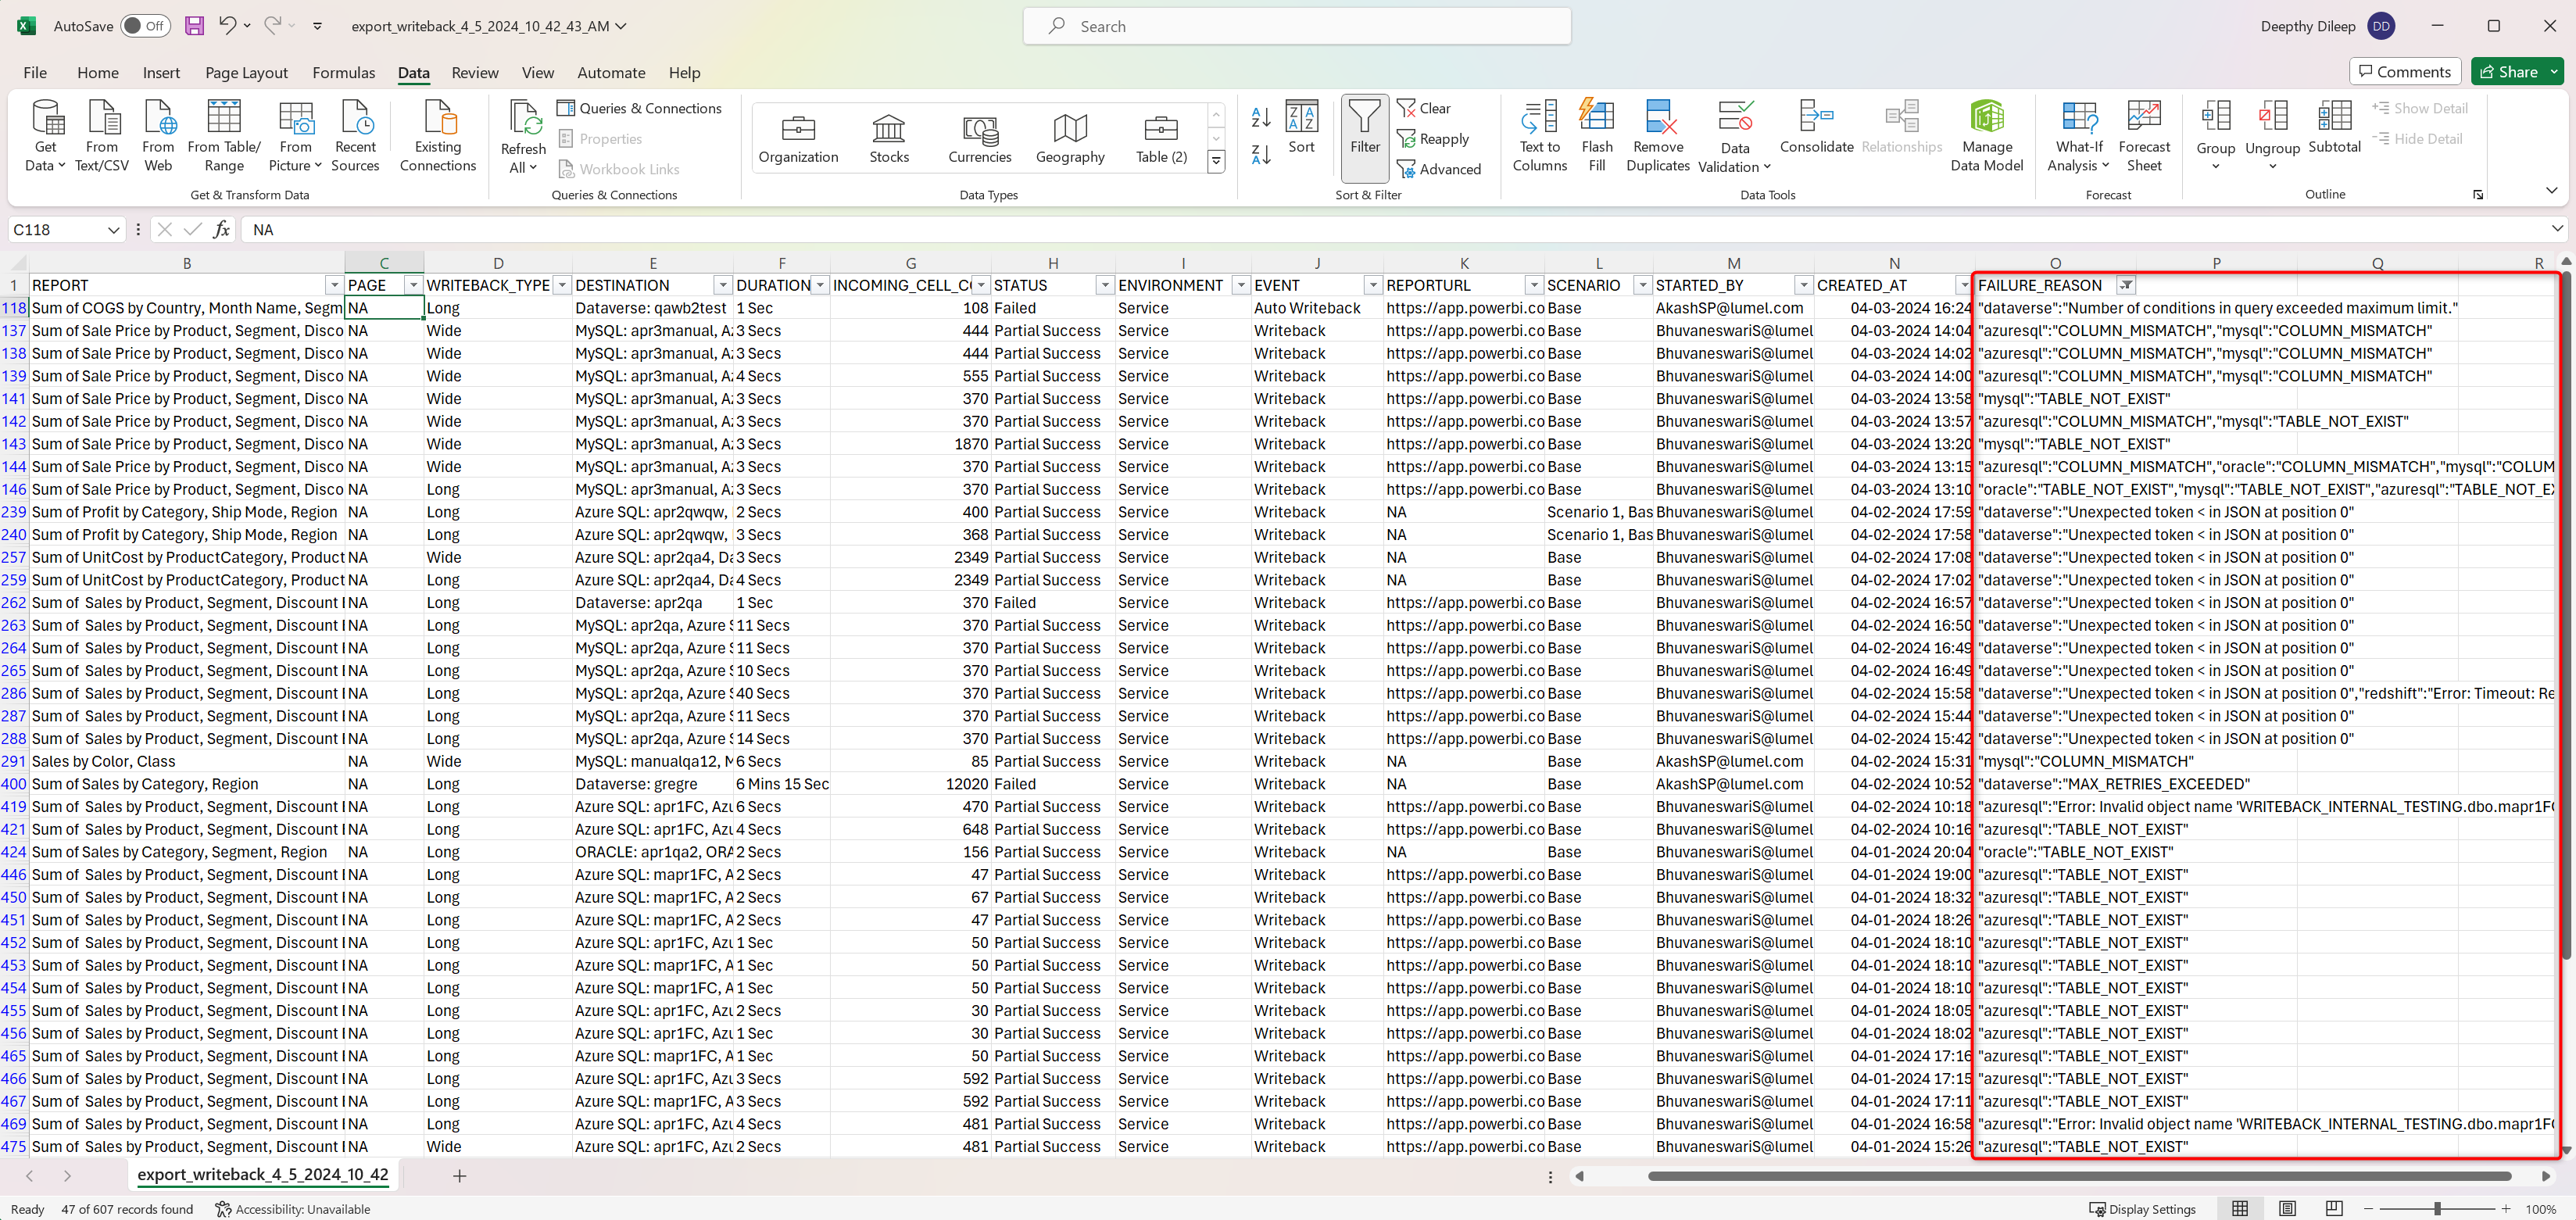 AutoSave Off export_writeback_4_5_2024_10_42_43_AM Search Deepthy Dileep DD
File Home Insert Page Layout Formulas Data Review View Automate Help Comments Share
Get Data From Text/CSV From Web From Table/ Range From Picture Recent Sources Existing Connections
Get & Transform Data
Refresh All Queries & Connections Properties Workbook Links
Queries & Connections
Organization Stocks Currencies Geography Table (2)
Data Types
Sort Filter Clear Reapply Advanced
Sort & Filter
Text to Columns Flash Fill Remove Duplicates Data Validation Consolidate Relationships Manage Data Model
Data Tools
What-If Analysis Forecast Sheet
Forecast
Group Ungroup Subtotal Show Detail Hide Detail
Outline
C118 fx NA
B C D E F G H I J K L M N O P Q R
1 REPORT PAGE WRITEBACK_TYPE DESTINATION DURATION INCOMING_CELL_CO STATUS ENVIRONMENT EVENT REPORTURL SCENARIO STARTED_BY CREATED_AT FAILURE_REASON
118 Sum of COGS by Country, Month Name, Segm NA Long Dataverse: qawb2test 1 Sec 108 Failed Service Auto Writeback https://app.powerbi.co Base AkashSP@lumel.com 04-03-2024 16:24 "dataverse":"Number of conditions in query exceeded maximum limit."
137 Sum of Sale Price by Product, Segment, Disco NA Wide MySQL: apr3manual, Az 3 Secs 444 Partial Success Service Writeback https://app.powerbi.co Base BhuvaneswariS@lumel 04-03-2024 14:04 "azuresql":"COLUMN_MISMATCH","mysql":"COLUMN_MISMATCH"
138 Sum of Sale Price by Product, Segment, Disco NA Wide MySQL: apr3manual, Az 3 Secs 444 Partial Success Service Writeback https://app.powerbi.co Base BhuvaneswariS@lumel 04-03-2024 14:02 "azuresql":"COLUMN_MISMATCH","mysql":"COLUMN_MISMATCH"
139 Sum of Sale Price by Product, Segment, Disco NA Wide MySQL: apr3manual, Az 4 Secs 555 Partial Success Service Writeback https://app.powerbi.co Base BhuvaneswariS@lumel 04-03-2024 14:00 "azuresql":"COLUMN_MISMATCH","mysql":"COLUMN_MISMATCH"
141 Sum of Sale Price by Product, Segment, Disco NA Wide MySQL: apr3manual, Az 3 Secs 370 Partial Success Service Writeback https://app.powerbi.co Base BhuvaneswariS@lumel 04-03-2024 13:58 "mysql":"TABLE_NOT_EXIST"
142 Sum of Sale Price by Product, Segment, Disco NA Wide MySQL: apr3manual, Az 3 Secs 370 Partial Success Service Writeback https://app.powerbi.co Base BhuvaneswariS@lumel 04-03-2024 13:57 "azuresql":"COLUMN_MISMATCH","mysql":"TABLE_NOT_EXIST"
143 Sum of Sale Price by Product, Segment, Disco NA Wide MySQL: apr3manual, Az 3 Secs 1870 Partial Success Service Writeback https://app.powerbi.co Base BhuvaneswariS@lumel 04-03-2024 13:20 "mysql":"TABLE_NOT_EXIST"
144 Sum of Sale Price by Product, Segment, Disco NA Wide MySQL: apr3manual, Az 3 Secs 370 Partial Success Service Writeback https://app.powerbi.co Base BhuvaneswariS@lumel 04-03-2024 13:15 "azuresql":"COLUMN_MISMATCH","oracle":"COLUMN_MISMATCH","mysql":"COLUM
146 Sum of Sale Price by Product, Segment, Disco NA Long MySQL: apr3manual, Az 3 Secs 370 Partial Success Service Writeback https://app.powerbi.co Base BhuvaneswariS@lumel 04-03-2024 13:10 "oracle":"TABLE_NOT_EXIST","mysql":"TABLE_NOT_EXIST","azuresql":"TABLE_NOT_EX
239 Sum of Profit by Category, Ship Mode, Region NA Long Azure SQL: apr2qwqw, 2 Secs 400 Partial Success Service Writeback NA Scenario 1, Bas BhuvaneswariS@lumel 04-02-2024 17:59 "dataverse":"Unexpected token < in JSON at position 0"
240 Sum of Profit by Category, Ship Mode, Region NA Long Azure SQL: apr2qwqw, 3 Secs 368 Partial Success Service Writeback NA Scenario 1, Bas BhuvaneswariS@lumel 04-02-2024 17:58 "dataverse":"Unexpected token < in JSON at position 0"
257 Sum of UnitCost by ProductCategory, Product NA Wide Azure SQL: apr2qa4, Da 3 Secs 2349 Partial Success Service Writeback NA Base BhuvaneswariS@lumel 04-02-2024 17:08 "dataverse":"Unexpected token < in JSON at position 0"
259 Sum of UnitCost by ProductCategory, Product NA Long Azure SQL: apr2qa4, Da 4 Secs 2349 Partial Success Service Writeback NA Base BhuvaneswariS@lumel 04-02-2024 17:02 "dataverse":"Unexpected token < in JSON at position 0"
262 Sum of Sales by Product, Segment, Discount NA Long Dataverse: apr2qa 1 Sec 370 Failed Service Writeback https://app.powerbi.co Base BhuvaneswariS@lumel 04-02-2024 16:57 "dataverse":"Unexpected token < in JSON at position 0"
263 Sum of Sales by Product, Segment, Discount NA Long MySQL: apr2qa, Azure S 11 Secs 370 Partial Success Service Writeback https://app.powerbi.co Base BhuvaneswariS@lumel 04-02-2024 16:50 "dataverse":"Unexpected token < in JSON at position 0"
264 Sum of Sales by Product, Segment, Discount NA Long MySQL: apr2qa, Azure S 11 Secs 370 Partial Success Service Writeback https://app.powerbi.co Base BhuvaneswariS@lumel 04-02-2024 16:49 "dataverse":"Unexpected token < in JSON at position 0"
265 Sum of Sales by Product, Segment, Discount NA Long MySQL: apr2qa, Azure S 10 Secs 370 Partial Success Service Writeback https://app.powerbi.co Base BhuvaneswariS@lumel 04-02-2024 16:49 "dataverse":"Unexpected token < in JSON at position 0"
286 Sum of Sales by Product, Segment, Discount NA Long MySQL: apr2qa, Azure S 40 Secs 370 Partial Success Service Writeback https://app.powerbi.co Base BhuvaneswariS@lumel 04-02-2024 15:58 "dataverse":"Unexpected token < in JSON at position 0","redshift":"Error: Timeout: Re
287 Sum of Sales by Product, Segment, Discount NA Long MySQL: apr2qa, Azure S 11 Secs 370 Partial Success Service Writeback https://app.powerbi.co Base BhuvaneswariS@lumel 04-02-2024 15:44 "dataverse":"Unexpected token < in JSON at position 0"
288 Sum of Sales by Product, Segment, Discount NA Long MySQL: apr2qa, Azure S 14 Secs 370 Partial Success Service Writeback https://app.powerbi.co Base BhuvaneswariS@lumel 04-02-2024 15:42 "dataverse":"Unexpected token < in JSON at position 0"
291 Sales by Color, Class NA Wide MySQL: manualqa12, M 6 Secs 85 Partial Success Service Writeback NA Base AkashSP@lumel.com 04-02-2024 15:31 "mysql":"COLUMN_MISMATCH"
400 Sum of Sales by Category, Region NA Long Dataverse: gregre 6 Mins 15 Sec 12020 Failed Service Writeback NA Base AkashSP@lumel.com 04-02-2024 10:52 "dataverse":"MAX_RETRIES_EXCEEDED"
419 Sum of Sales by Product, Segment, Discount NA Long Azure SQL: apr1FC, Azu 6 Secs 470 Partial Success Service Writeback https://app.powerbi.co Base BhuvaneswariS@lumel 04-02-2024 10:18 "azuresql":"Error: Invalid object name 'WRITEBACK_INTERNAL_TESTING.dbo.mapr1FC
421 Sum of Sales by Product, Segment, Discount NA Long Azure SQL: apr1FC, Azu 4 Secs 648 Partial Success Service Writeback https://app.powerbi.co Base BhuvaneswariS@lumel 04-02-2024 10:16 "azuresql":"TABLE_NOT_EXIST"
424 Sum of Sales by Category, Segment, Region NA Long ORACLE: apr1qa2, ORA 2 Secs 156 Partial Success Service Writeback NA Base BhuvaneswariS@lumel 04-01-2024 20:04 "oracle":"TABLE_NOT_EXIST"
446 Sum of Sales by Product, Segment, Discount NA Long Azure SQL: mapr1FC, A 2 Secs 47 Partial Success Service Writeback https://app.powerbi.co Base BhuvaneswariS@lumel 04-01-2024 19:00 "azuresql":"TABLE_NOT_EXIST"
450 Sum of Sales by Product, Segment, Discount NA Long Azure SQL: mapr1FC, A 2 Secs 67 Partial Success Service Writeback https://app.powerbi.co Base BhuvaneswariS@lumel 04-01-2024 18:32 "azuresql":"TABLE_NOT_EXIST"
451 Sum of Sales by Product, Segment, Discount NA Long Azure SQL: mapr1FC, A 2 Secs 47 Partial Success Service Writeback https://app.powerbi.co Base BhuvaneswariS@lumel 04-01-2024 18:26 "azuresql":"TABLE_NOT_EXIST"
452 Sum of Sales by Product, Segment, Discount NA Long Azure SQL: apr1FC, Azu 1 Sec 50 Partial Success Service Writeback https://app.powerbi.co Base BhuvaneswariS@lumel 04-01-2024 18:10 "azuresql":"TABLE_NOT_EXIST"
453 Sum of Sales by Product, Segment, Discount NA Long Azure SQL: mapr1FC, A 1 Sec 50 Partial Success Service Writeback https://app.powerbi.co Base BhuvaneswariS@lumel 04-01-2024 18:10 "azuresql":"TABLE_NOT_EXIST"
454 Sum of Sales by Product, Segment, Discount NA Long Azure SQL: mapr1FC, A 1 Sec 50 Partial Success Service Writeback https://app.powerbi.co Base BhuvaneswariS@lumel 04-01-2024 18:10 "azuresql":"TABLE_NOT_EXIST"
455 Sum of Sales by Product, Segment, Discount NA Long Azure SQL: apr1FC, Azu 2 Secs 30 Partial Success Service Writeback https://app.powerbi.co Base BhuvaneswariS@lumel 04-01-2024 18:05 "azuresql":"TABLE_NOT_EXIST"
456 Sum of Sales by Product, Segment, Discount NA Long Azure SQL: apr1FC, Azu 1 Sec 30 Partial Success Service Writeback https://app.powerbi.co Base BhuvaneswariS@lumel 04-01-2024 18:02 "azuresql":"TABLE_NOT_EXIST"
465 Sum of Sales by Product, Segment, Discount NA Long Azure SQL: mapr1FC, A 1 Sec 50 Partial Success Service Writeback https://app.powerbi.co Base BhuvaneswariS@lumel 04-01-2024 17:16 "azuresql":"TABLE_NOT_EXIST"
466 Sum of Sales by Product, Segment, Discount NA Long Azure SQL: apr1FC, Azu 3 Secs 592 Partial Success Service Writeback https://app.powerbi.co Base BhuvaneswariS@lumel 04-01-2024 17:15 "azuresql":"TABLE_NOT_EXIST"
467 Sum of Sales by Product, Segment, Discount NA Long Azure SQL: mapr1FC, A 3 Secs 592 Partial Success Service Writeback https://app.powerbi.co Base BhuvaneswariS@lumel 04-01-2024 17:11 "azuresql":"TABLE_NOT_EXIST"
469 Sum of Sales by Product, Segment, Discount NA Long Azure SQL: apr1FC, Azu 4 Secs 481 Partial Success Service Writeback https://app.powerbi.co Base BhuvaneswariS@lumel 04-01-2024 16:58 "azuresql":"Error: Invalid object name 'WRITEBACK_INTERNAL_TESTING.dbo.mapr1FC
475 Sum of Sales by Product, Segment, Discount NA Wide Azure SQL: apr1FC, Azu 2 Secs 481 Partial Success Service Writeback https://app.powerbi.co Base BhuvaneswariS@lumel 04-01-2024 15:26 "azuresql":"TABLE_NOT_EXIST"
export_writeback_4_5_2024_10_42
Ready 47 of 607 records found Accessibility: Unavailable Display Settings 100%